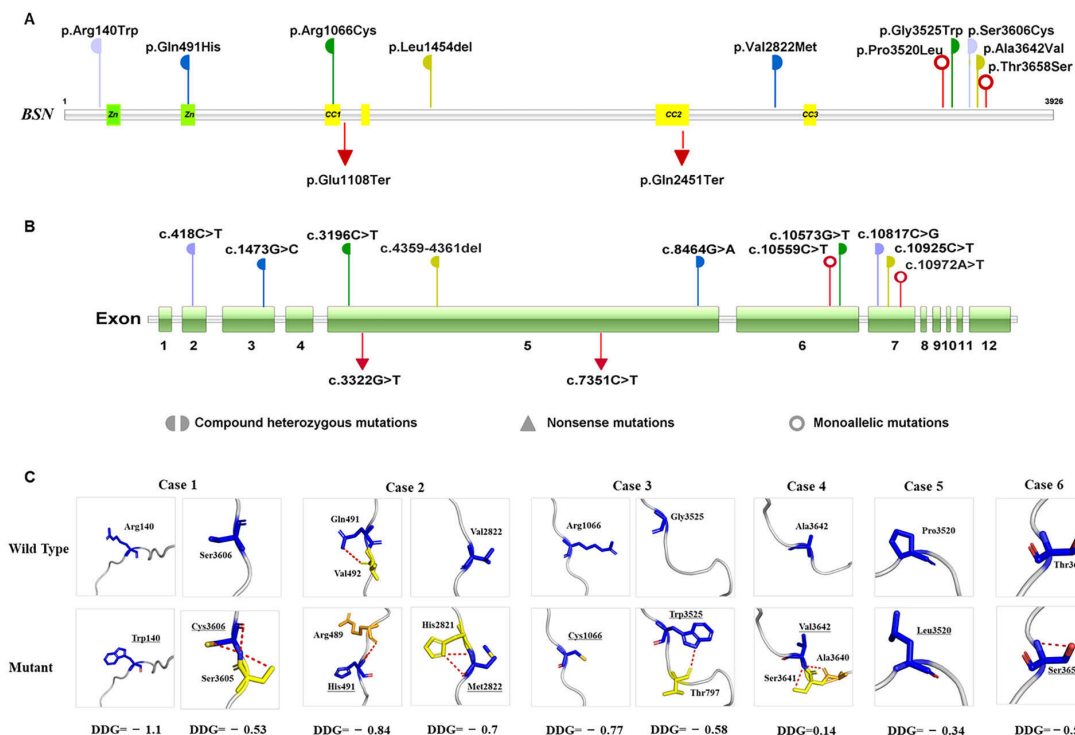 A
p.Arg140Trp
p.Gln491His
p.Arg1066Cys
p.Leu1454del
p.Val2822Met
p.Gly3525Trp
p.Ser3606Cys
p.Pro3520Leu
p.Ala3642Val
p.Thr3658Ser
BSN
1
3926
Zn
Zn
CC1
CC2
CC3
p.Glu1108Ter
p.Gln2451Ter
B
c.418C>T
c.1473G>C
c.3196C>T
c.4359-4361del
c.8464G>A
c.10573G>T
c.10559C>T
c.10817C>G
c.10925C>T
c.10972A>T
Exon
1 2 3 4 5 6 7 8 9 10 11 12
c.3322G>T
c.7351C>T
Compound heterozygous mutations
Nonsense mutations
Monoallelic mutations
C
Case 1
Case 2
Case 3
Case 4
Case 5
Case 6
Wild Type
Arg140
Ser3606
Gln491
Val492
Val2822
Arg1066
Gly3525
Ala3642
Pro3520
Mutant
Trp140
Cys3606
Ser3605
Arg489
His491
His2821
Met2822
Cys1066
Trp3525
Thr797
Val3642
Ser3641
Ala3640
Leu3520
DDG= − 1.1
DDG= − 0.53
DDG= − 0.84
DDG= − 0.7
DDG= − 0.77
DDG= − 0.58
DDG=0.14
DDG= − 0.34